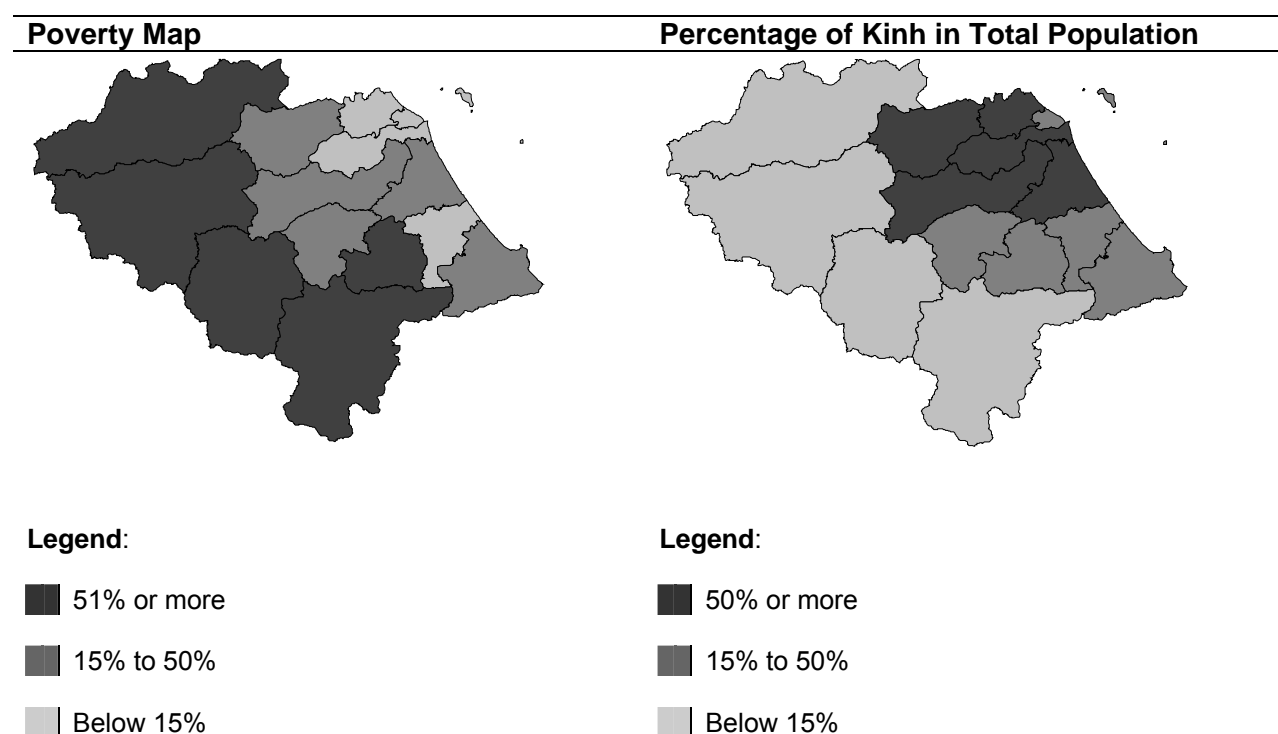 Poverty Map
Percentage of Kinh in Total Population
Legend:
51% or more
15% to 50%
Below 15%
Legend:
50% or more
15% to 50%
Below 15%